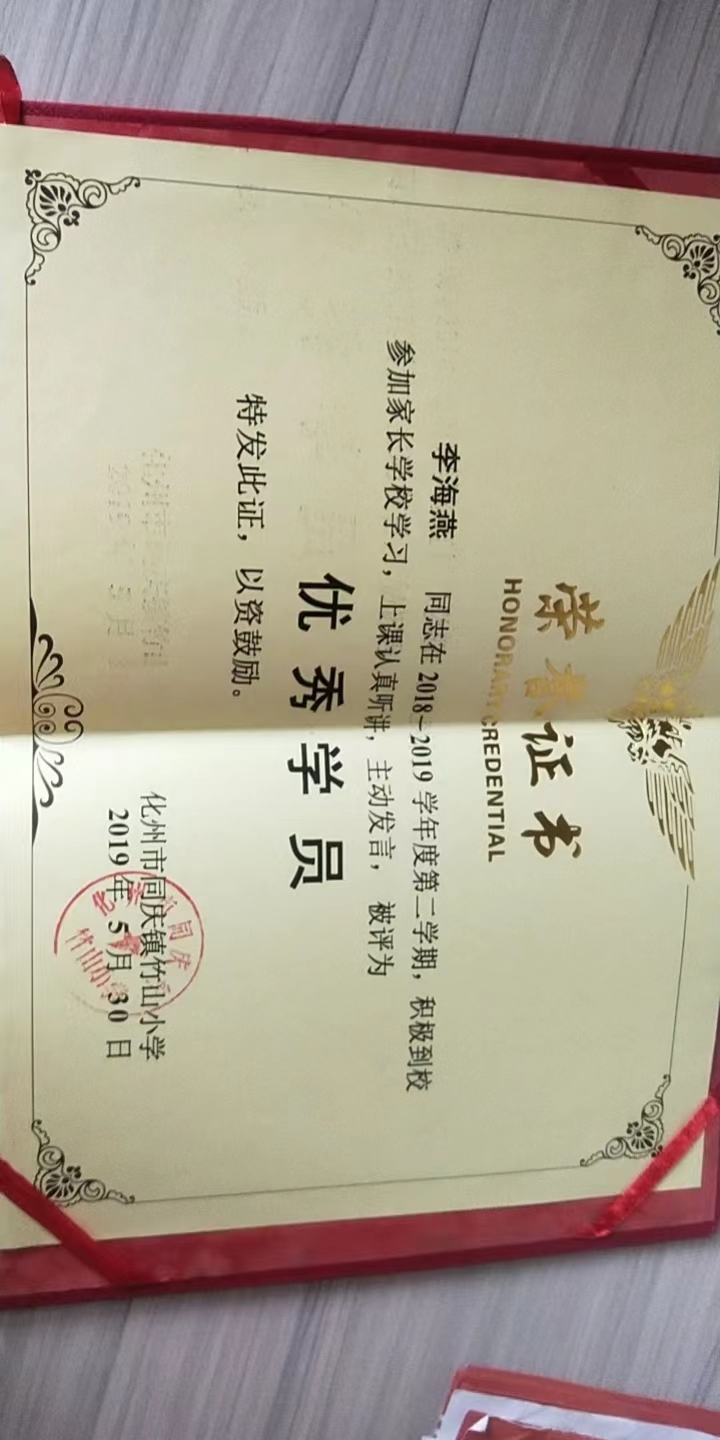 荣誉证书
HONORARY CREDENTIAL
李海燕 同志在2018-2019学年度第二学期，积极到校
参加家长学校学习，上课认真听讲，主动发言，被评为
优秀学员
特发此证，以资鼓励。
化州市同庆镇竹山小学
2019年5月30日